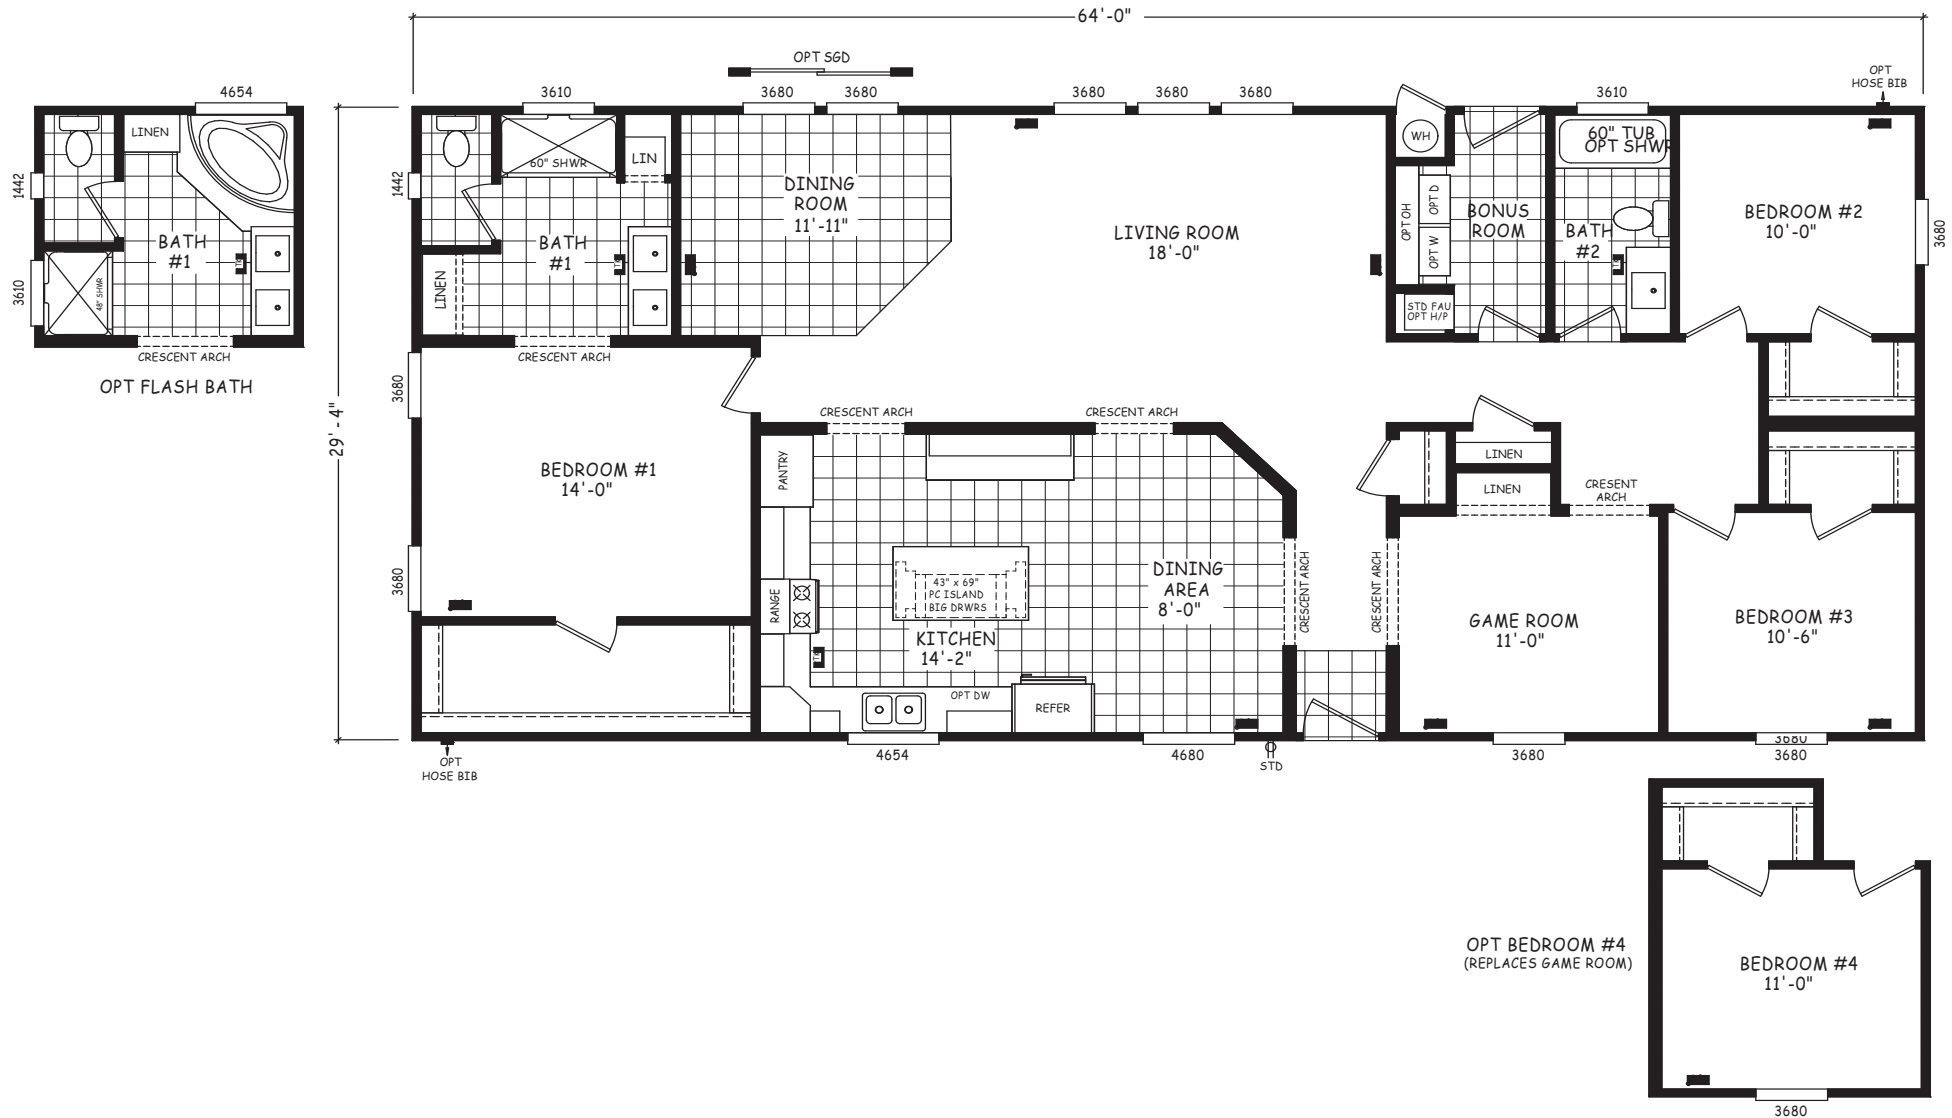 64'-0"
OPT SGD
OPT
HOSE BIB
4654
3610
3680
3680
3680
3680
3680
3610
LINEN
1442
BATH
#1
3610
48" SHWR
CRESCENT ARCH
OPT FLASH BATH
29'-4"
1442
60" SHWR
LIN
BATH
#1
LINEN
CRESCENT ARCH
DINING
ROOM
11'-11"
LIVING ROOM
18'-0"
WH
OPT OH
OPT D
OPT W
STD FAU
OPT H/P
BONUS
ROOM
60" TUB
OPT SHWR
BATH
#2
BEDROOM #2
10'-0"
3680
3680
BEDROOM #1
14'-0"
3680
CRESCENT ARCH
CRESCENT ARCH
PANTRY
RANGE
43" x 69"
PC ISLAND
BIG DRWRS
KITCHEN
14'-2"
DINING
AREA
8'-0"
OPT DW
REFER
CRESCENT ARCH
CRESCENT ARCH
LINEN
LINEN
CRESENT
ARCH
GAME ROOM
11'-0"
BEDROOM #3
10'-6"
OPT
HOSE BIB
4654
4680
STD
3680
3680
3680
OPT BEDROOM #4
(REPLACES GAME ROOM)
BEDROOM #4
11'-0"
3680